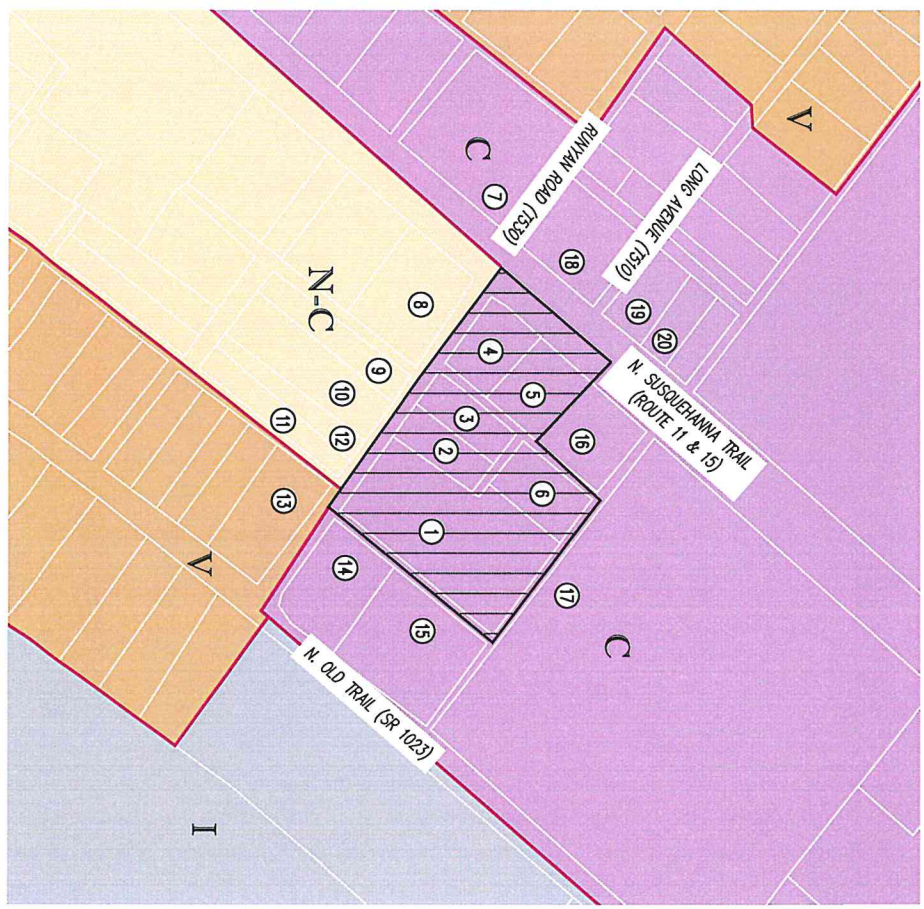 V
C
7
RUNYAN ROAD (T530)
LONG AVENUE (T510)
18
19
20
N. SUSQUEHANNA TRAIL
(ROUTE 11 & 15)
N-C
8
9
10
11
12
13
4
5
3
2
6
1
16
17
14
15
C
V
N. OLD TRAIL (SR 1023)
I